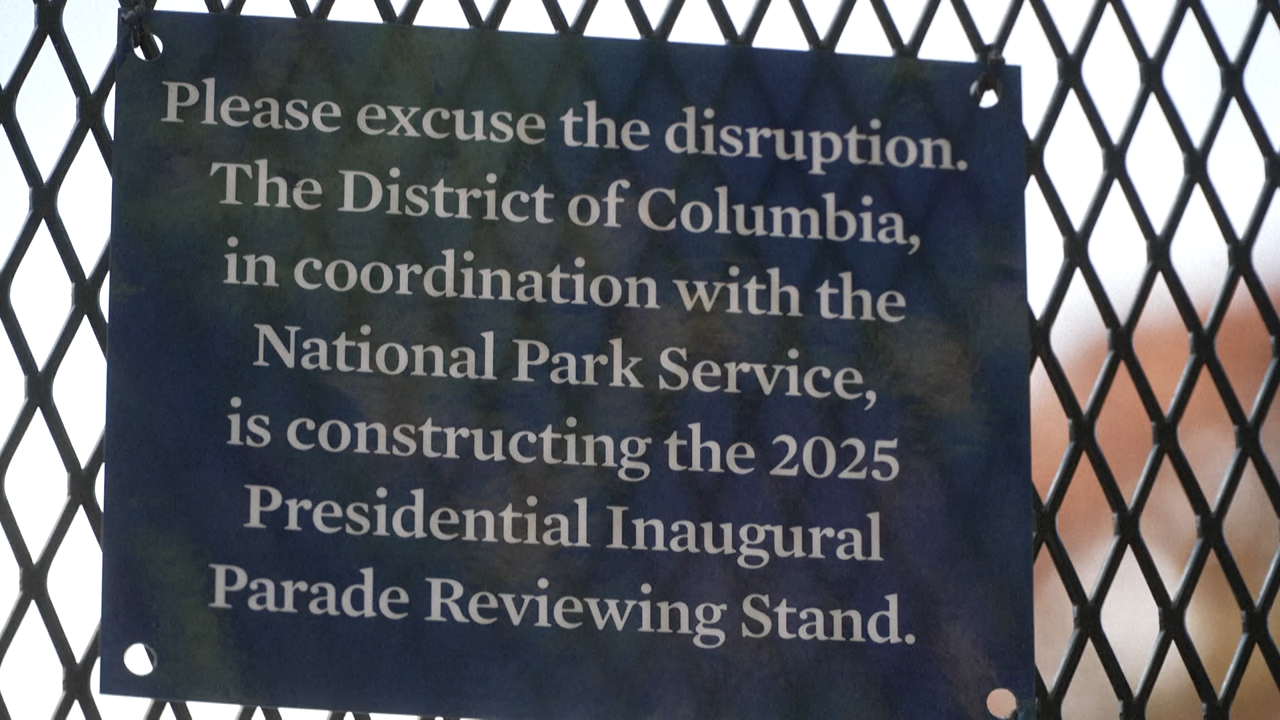 Please excuse the disruption.
The District of Columbia,
in coordination with the
National Park Service,
is constructing the 2025
Presidential Inaugural
Parade Reviewing Stand.